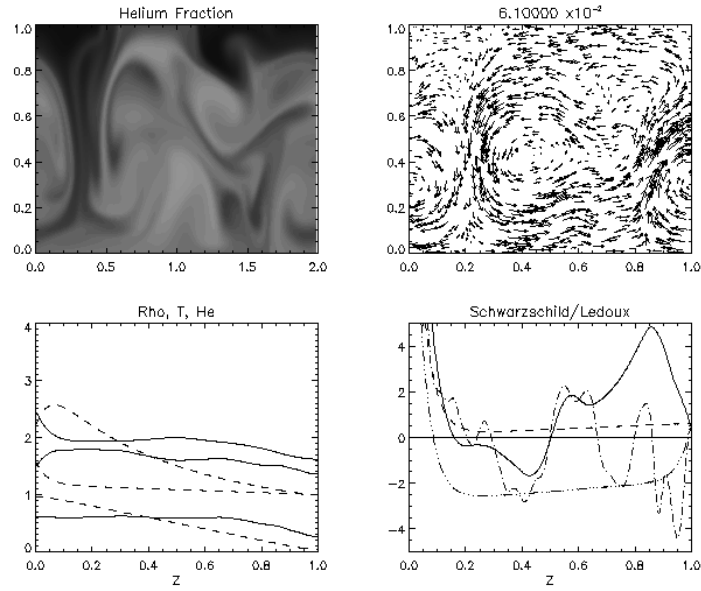 Helium Fraction
1.0
0.8
0.6
0.4
0.2
0.0
0.0 0.5 1.0 1.5 2.0
6.10000 x10⁻²
1.0
0.8
0.6
0.4
0.2
0.0
0.0 0.2 0.4 0.6 0.8 1.0
Rho, T, He
4
3
2
1
0
0.0 0.2 0.4 0.6 0.8 1.0
Z
Schwarzschild/Ledoux
4
2
0
-2
-4
0.0 0.2 0.4 0.6 0.8 1.0
Z